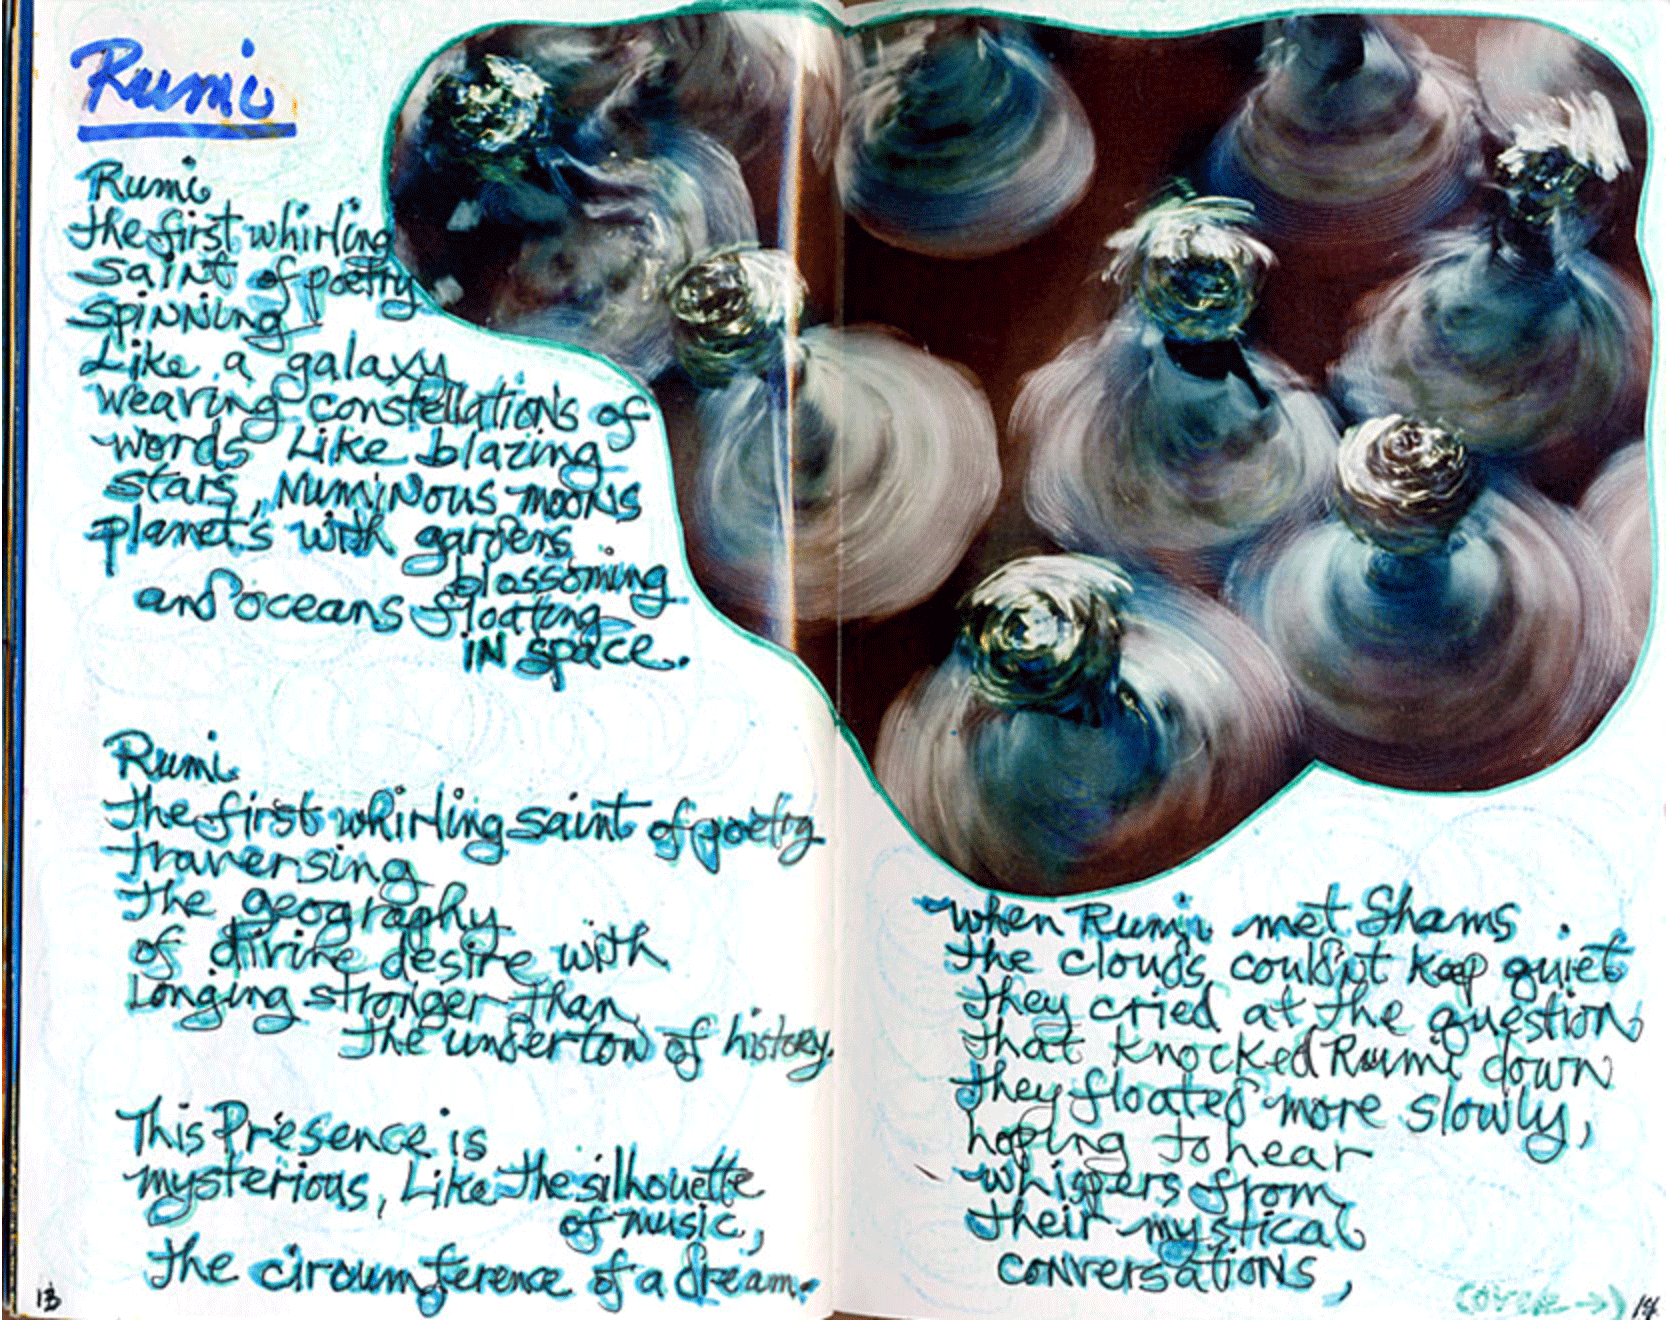 Rumi
Rumi
the first whirling
saint of poetry
spinning
Like a galaxy
weaving constellations of
words Like blazing
stars, Numinous moons
planet's with gardens
blossoming
and oceans floating
in space.
Rumi
the first whirling saint of poetry
traversing
the geography
of divine desire with
Longing stronger than
the undertow of history.
This Presence is
mysterious, Like the silhouette
of music,
the circumference of a dream.
13
when Rumi met Shams
the clouds couldn't keep quiet
they cried at the question
that knocked Rumi down
they floated more slowly,
hoping to hear
whispers from
their mystical
conversations,
(over →)
14